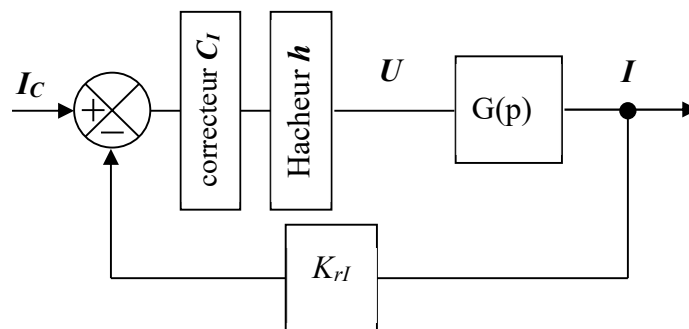 I_C
+
−
correcteur C_I
Hacheur h
U
G(p)
I
K_rI